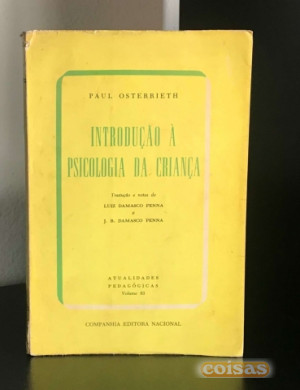 PAUL OSTERRIETH
INTRODUÇÃO À
PSICOLOGIA DA CRIANÇA
Tradução e notas de
LUIZ DAMASCO PENNA
e
J. B. DAMASCO PENNA
ATUALIDADES
PEDAGÓGICAS
COMPANHIA EDITORA NACIONAL
coisas